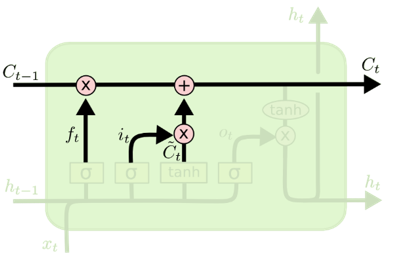 h_t
C_{t-1}
C_t
x
+
tanh
f_t
i_t
x
o_t
x
C̃_t
σ
σ
tanh
σ
h_{t-1}
h_t
x_t